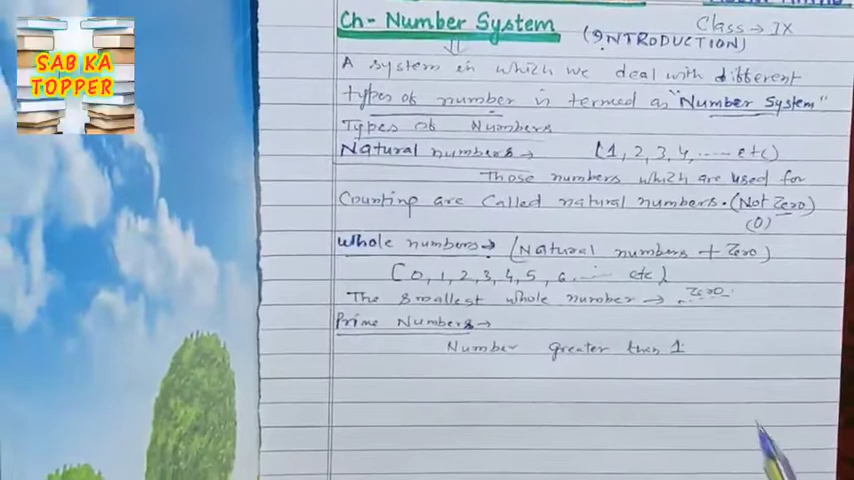 SAB KA
TOPPER
Class → IX
Ch- Number System (INTRODUCTION)
A system in which we deal with different
types of number is termed as "Number System"
Types of Numbers
Natural numbers → (1, 2, 3, 4, ..... etc)
Those numbers which are used for
Counting are called natural numbers. (Not Zero)
(0)
Whole numbers → (Natural numbers + Zero)
(0, 1, 2, 3, 4, 5, 6 ...... etc)
The smallest whole number → Zero
Prime Numbers →
Number greater then 1